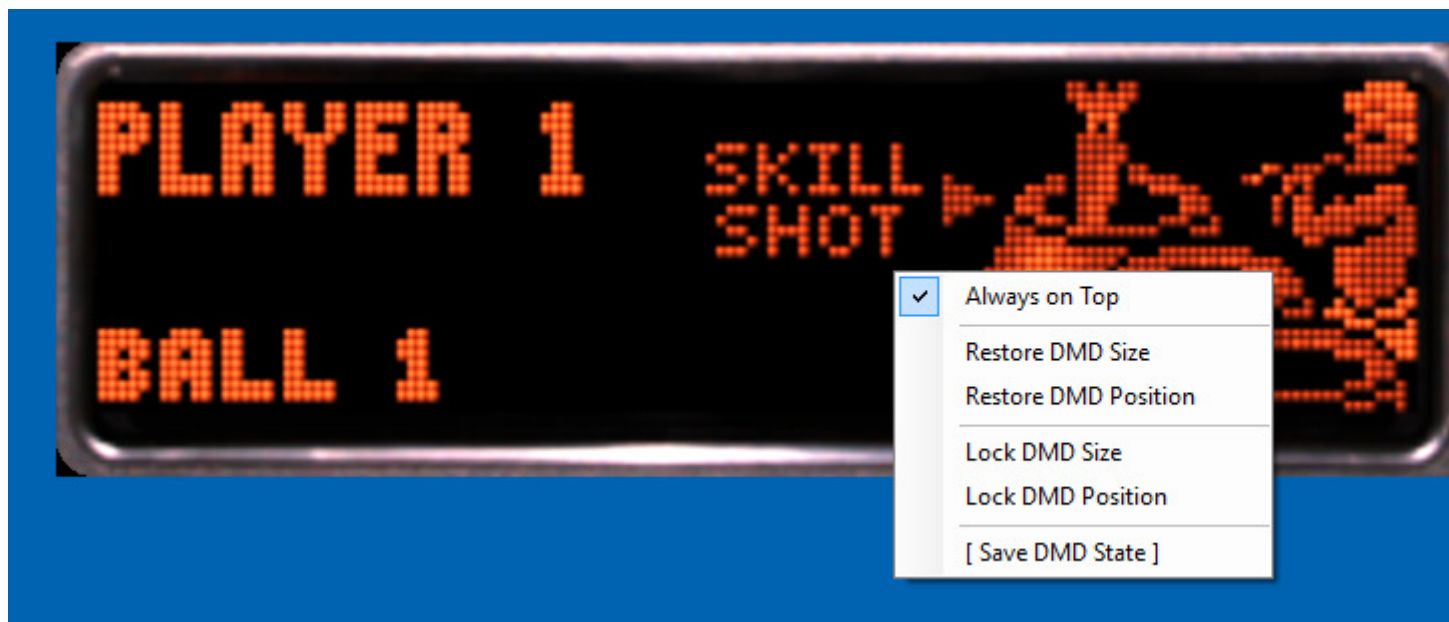 PLAYER 1
SKILL
SHOT
BALL 1
Always on Top
Restore DMD Size
Restore DMD Position
Lock DMD Size
Lock DMD Position
[ Save DMD State ]